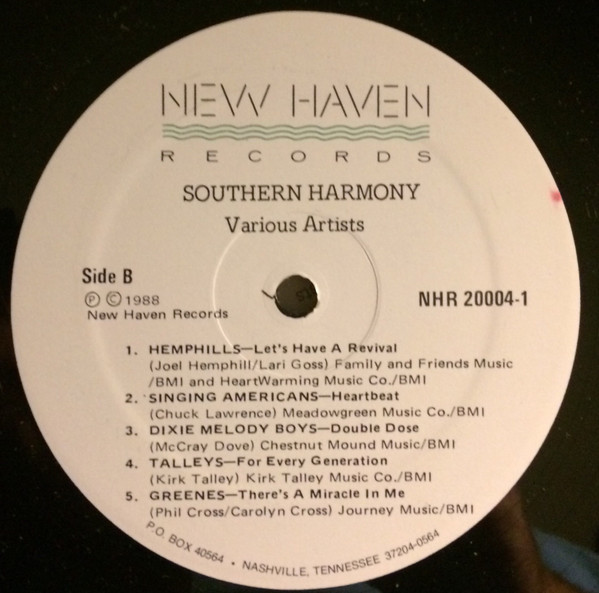 NEW HAVEN
RECORDS
SOUTHERN HARMONY
Various Artists
Side B
Ⓟ © 1988
New Haven Records
NHR 20004-1
1. HEMPHILLS—Let's Have A Revival
(Joel Hemphill/Lari Goss) Family and Friends Music
/BMI and HeartWarming Music Co./BMI
2. SINGING AMERICANS—Heartbeat
(Chuck Lawrence) Meadowgreen Music Co./BMI
3. DIXIE MELODY BOYS—Double Dose
(McCray Dove) Chestnut Mound Music/BMI
4. TALLEYS—For Every Generation
(Kirk Talley) Kirk Talley Music Co./BMI
5. GREENES—There's A Miracle In Me
(Phil Cross/Carolyn Cross) Journey Music/BMI
P.O. BOX 40564 • NASHVILLE, TENNESSEE 37204-0564